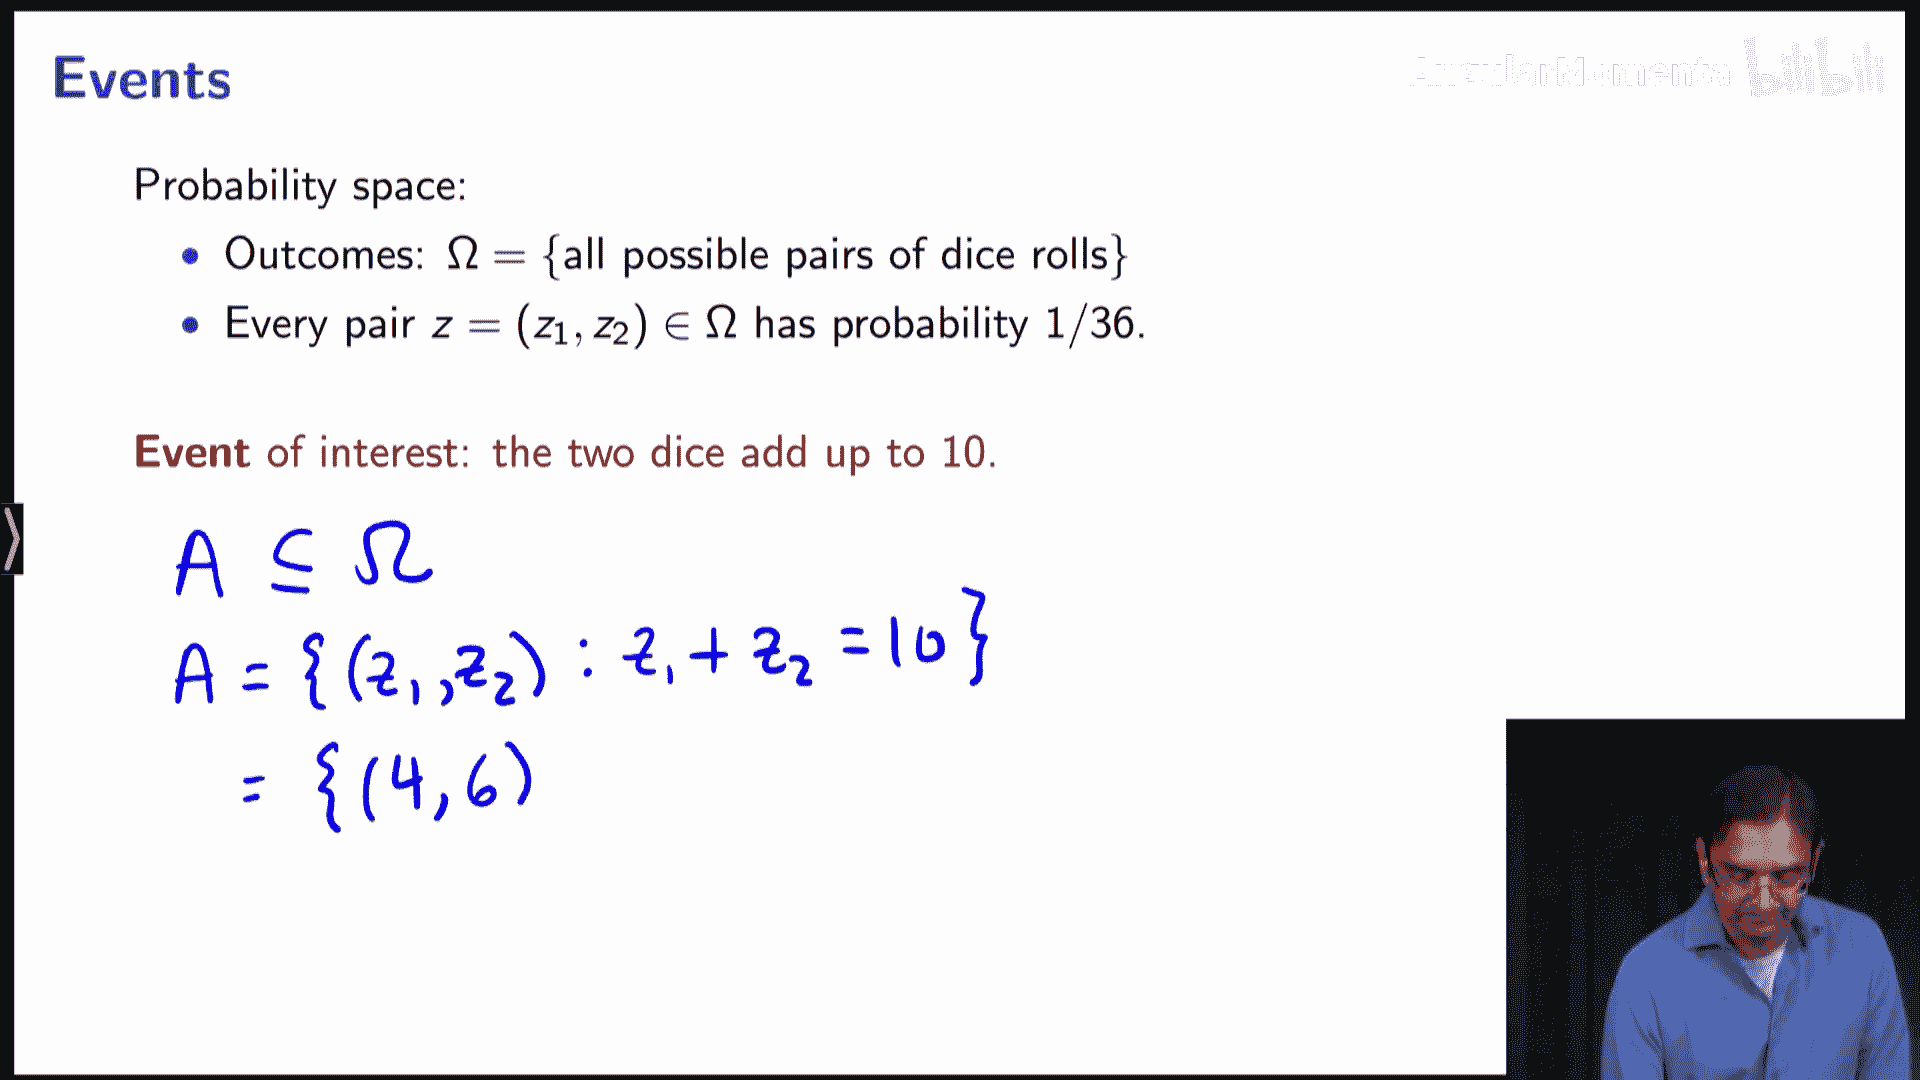 Events
bilibili
Probability space:
• Outcomes: Ω = {all possible pairs of dice rolls}
• Every pair z = (z₁, z₂) ∈ Ω has probability 1/36.
Event of interest: the two dice add up to 10.
A ⊆ Ω
A = {(z₁, z₂) : z₁ + z₂ = 10}
= {(4, 6)